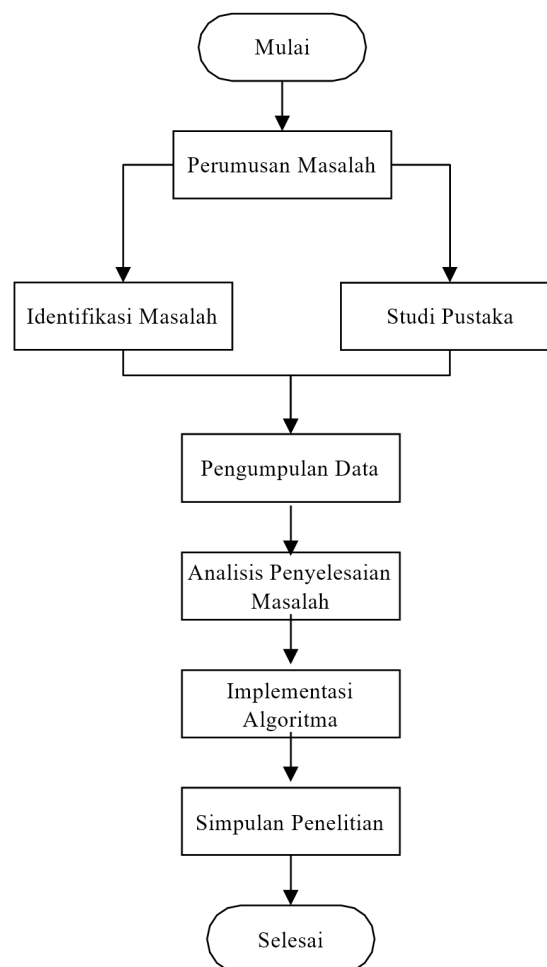 Mulai
Perumusan Masalah
Identifikasi Masalah
Studi Pustaka
Pengumpulan Data
Analisis Penyelesaian
Masalah
Implementasi
Algoritma
Simpulan Penelitian
Selesai